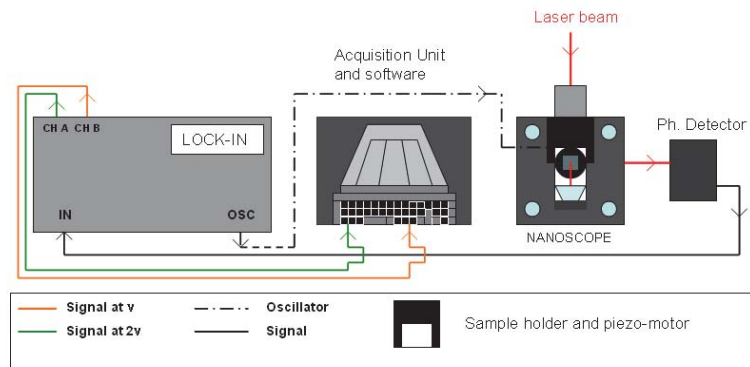 Laser beam
Acquisition Unit
and software
CH A CH B
LOCK-IN
Ph. Detector
IN
OSC
NANOSCOPE
Signal at ν
Oscillator
Sample holder and piezo-motor
Signal at 2ν
Signal